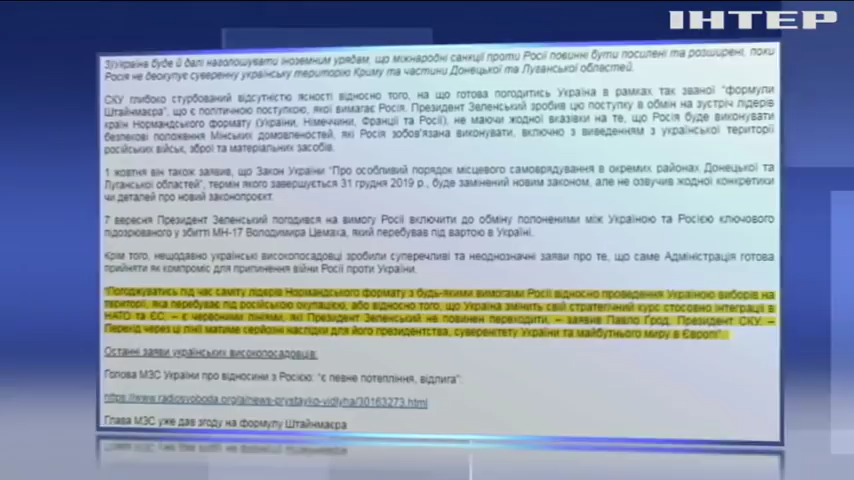 ІНТЕР
3)Україна буде й далі наголошувати іноземним урядам, що міжнародні санкції проти Росії повинні бути посилені та розширені, поки
Росія не деокупує суверенну українську територію Криму та частини Донецької та Луганської областей.
СКУ глибоко стурбований відсутністю ясності відносно того, на що готова погодитись Україна в рамках так званої "формули
Штайнмаєра", що є політичною поступкою, якої вимагає Росія. Президент Зеленський зробив цю поступку в обмін на зустріч лідерів
країн Нормандського формату (України, Німеччини, Франції та Росії), не маючи жодної вказівки на те, що Росія буде виконувати
безпекові положення Мінських домовленостей, які Росія зобов'язана виконувати, включно з виведенням з української території
російських військ, зброї та матеріальних засобів.
1 жовтня він також заявив, що Закон України "Про особливий порядок місцевого самоврядування в окремих районах Донецької та
Луганської областей", термін якого завершується 31 грудня 2019 р., буде замінений новим законом, але не озвучив жодної конкретики
чи деталей про новий законопроєкт.
7 вересня Президент Зеленський погодився на вимогу Росії включити до обміну полоненими між Україною та Росією ключового
підозрюваного у збитті МН-17 Володимира Цемаха, який перебував під вартою в Україні.
Крім того, нещодавно українські високопосадовці зробили суперечливі та неоднозначні заяви про те, що саме Адміністрація готова
прийняти як компроміс для припинення війни Росії проти України.
"Погоджуватись під час саміту лідерів Нормандського формату з будь-якими вимогами Росії відносно проведення Україною виборів на
території, яка перебуває під російською окупацією, або відносно того, що Україна змінить свій стратегічний курс стосовно інтеграції в
НАТО та ЄС – є червоними лініями, які Президент Зеленський не повинен переходити, – заявив Павло Ґрод, Президент СКУ. –
Перехід через ці лінії матиме серйозні наслідки для його президентства, суверенітету України та майбутнього миру в Європі".
Останні заяви українських високопосадовців:
Голова МЗС України про відносини з Росією: "є певне потепління, відлига":
https://www.radiosvoboda.org/a/news-prystayko-vidlyha/30163273.html
Глава МЗС уже дав згоду на формулу Штайнмаєра